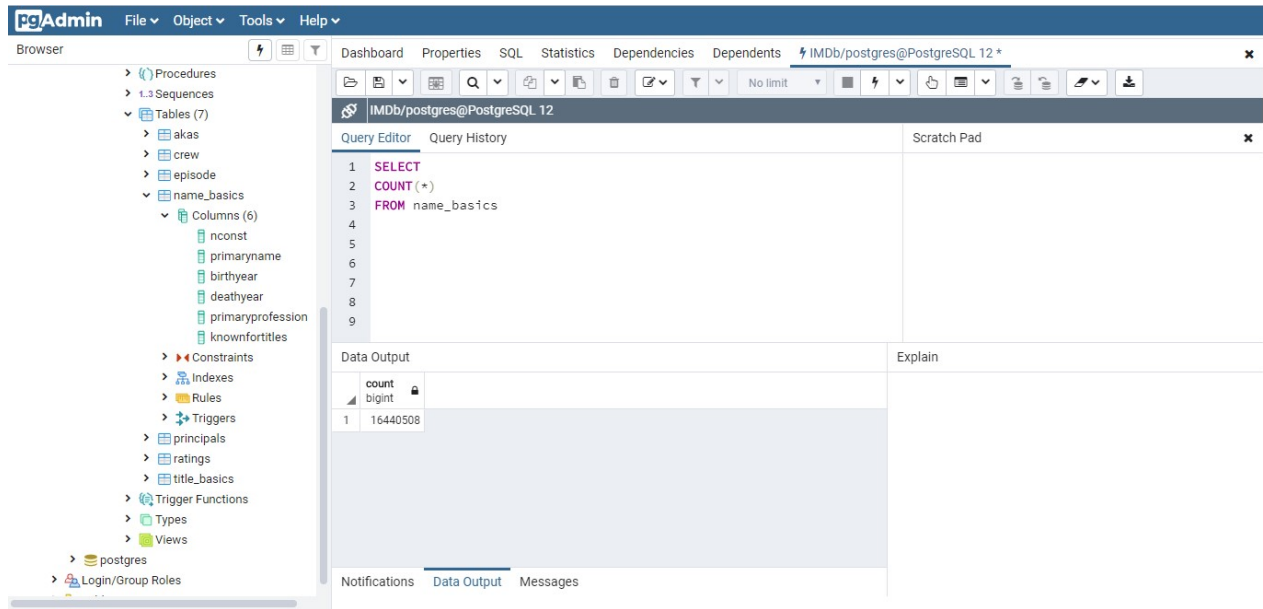 pgAdmin File Object Tools Help
Browser
Procedures
1..3 Sequences
Tables (7)
akas
crew
episode
name_basics
Columns (6)
nconst
primaryname
birthyear
deathyear
primaryprofession
knownfortitles
Constraints
Indexes
Rules
Triggers
principals
ratings
title_basics
Trigger Functions
Types
Views
postgres
Login/Group Roles
Dashboard Properties SQL Statistics Dependencies Dependents IMDb/postgres@PostgreSQL 12 *
No limit
IMDb/postgres@PostgreSQL 12
Query Editor Query History
Scratch Pad
1 SELECT
2 COUNT(*)
3 FROM name_basics
4
5
6
7
8
9
Data Output
Explain
count
bigint
1 16440508
Notifications Data Output Messages